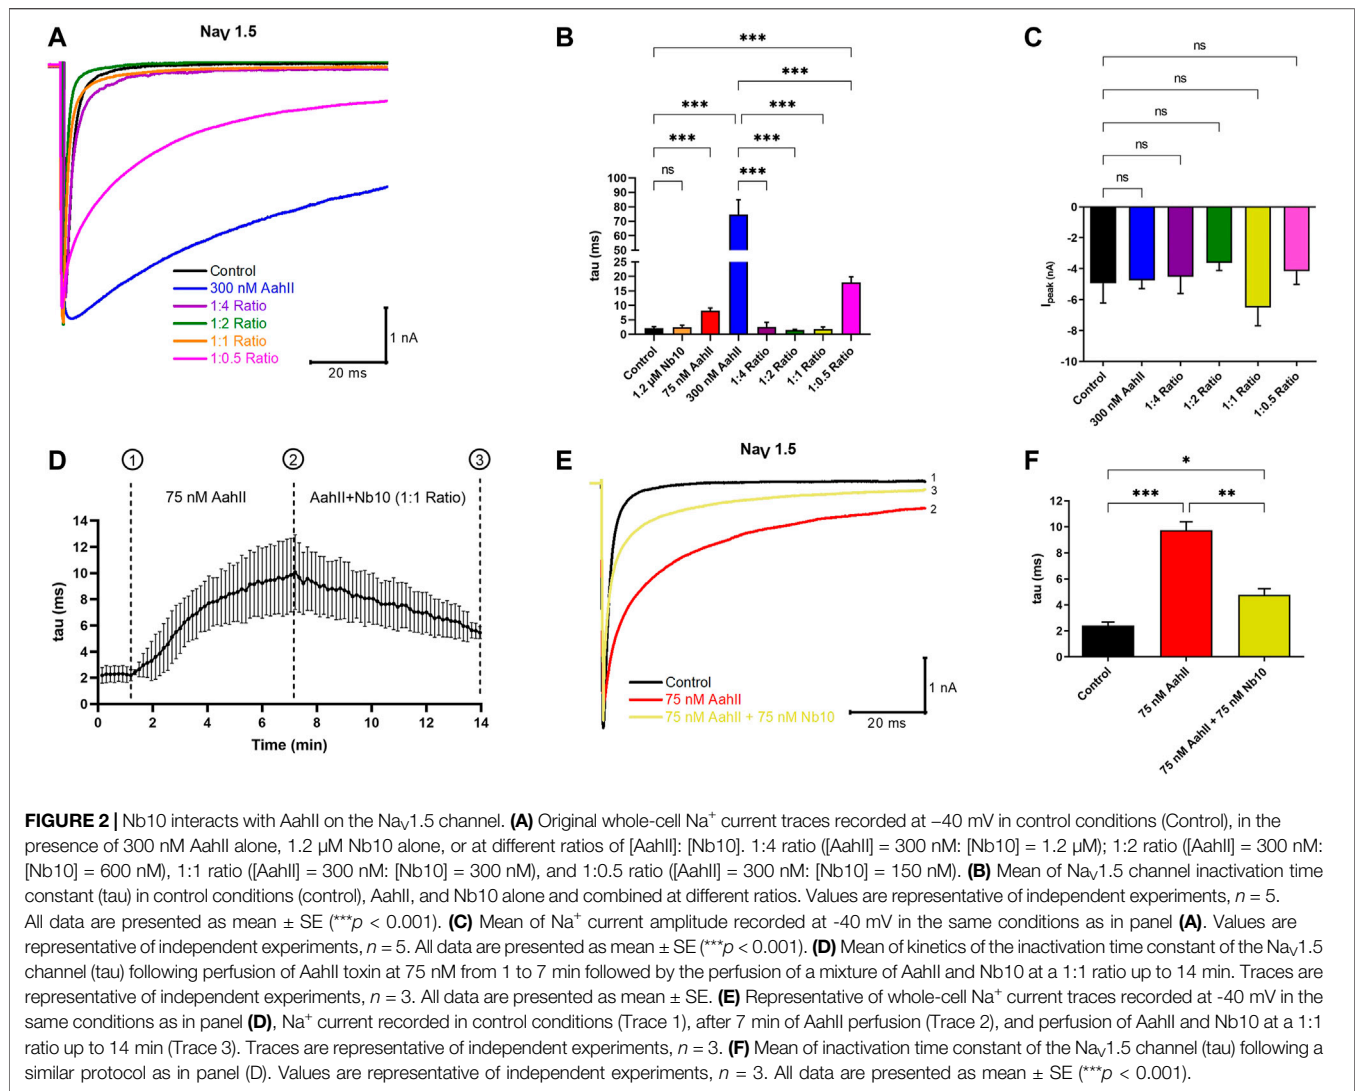 A
Nav 1.5
Control
300 nM AahII
1:4 Ratio
1:2 Ratio
1:1 Ratio
1:0.5 Ratio
1 nA
20 ms
B
***
***
***
***
***
***
ns
***
100
90
80
70
60
50
25
20
15
10
5
0
tau (ms)
Control
1.2 µM Nb10
75 nM AahII
300 nM AahII
1:4 Ratio
1:2 Ratio
1:1 Ratio
1:0.5 Ratio
C
ns
ns
ns
ns
ns
0
-2
-4
-6
-8
-10
Ipeak (nA)
Control
300 nM AahII
1:4 Ratio
1:2 Ratio
1:1 Ratio
1:0.5 Ratio
D
1
2
3
75 nM AahII
AahII+Nb10 (1:1 Ratio)
14
12
10
8
6
4
2
0
tau (ms)
0 2 4 6 8 10 12 14
Time (min)
E
Nav 1.5
1
3
2
Control
75 nM AahII
75 nM AahII + 75 nM Nb10
1 nA
20 ms
F
*
***
**
12
10
8
6
4
2
0
tau (ms)
Control
75 nM AahII
75 nM AahII + 75 nM Nb10
FIGURE 2 | Nb10 interacts with AahII on the NaV1.5 channel. (A) Original whole-cell Na+ current traces recorded at –40 mV in control conditions (Control), in the
presence of 300 nM AahII alone, 1.2 µM Nb10 alone, or at different ratios of [AahII]: [Nb10]. 1:4 ratio ([AahII] = 300 nM: [Nb10] = 1.2 µM); 1:2 ratio ([AahII] = 300 nM:
[Nb10] = 600 nM), 1:1 ratio ([AahII] = 300 nM: [Nb10] = 300 nM), and 1:0.5 ratio ([AahII] = 300 nM: [Nb10] = 150 nM). (B) Mean of NaV1.5 channel inactivation time
constant (tau) in control conditions (control), AahII, and Nb10 alone and combined at different ratios. Values are representative of independent experiments, n = 5.
All data are presented as mean ± SE (***p < 0.001). (C) Mean of Na+ current amplitude recorded at -40 mV in the same conditions as in panel (A). Values are
representative of independent experiments, n = 5. All data are presented as mean ± SE (***p < 0.001). (D) Mean of kinetics of the inactivation time constant of the NaV1.5
channel (tau) following perfusion of AahII toxin at 75 nM from 1 to 7 min followed by the perfusion of a mixture of AahII and Nb10 at a 1:1 ratio up to 14 min. Traces are
representative of independent experiments, n = 3. All data are presented as mean ± SE. (E) Representative of whole-cell Na+ current traces recorded at -40 mV in the
same conditions as in panel (D), Na+ current recorded in control conditions (Trace 1), after 7 min of AahII perfusion (Trace 2), and perfusion of AahII and Nb10 at a 1:1
ratio up to 14 min (Trace 3). Traces are representative of independent experiments, n = 3. (F) Mean of inactivation time constant of the NaV1.5 channel (tau) following a
similar protocol as in panel (D). Values are representative of independent experiments, n = 3. All data are presented as mean ± SE (***p < 0.001).